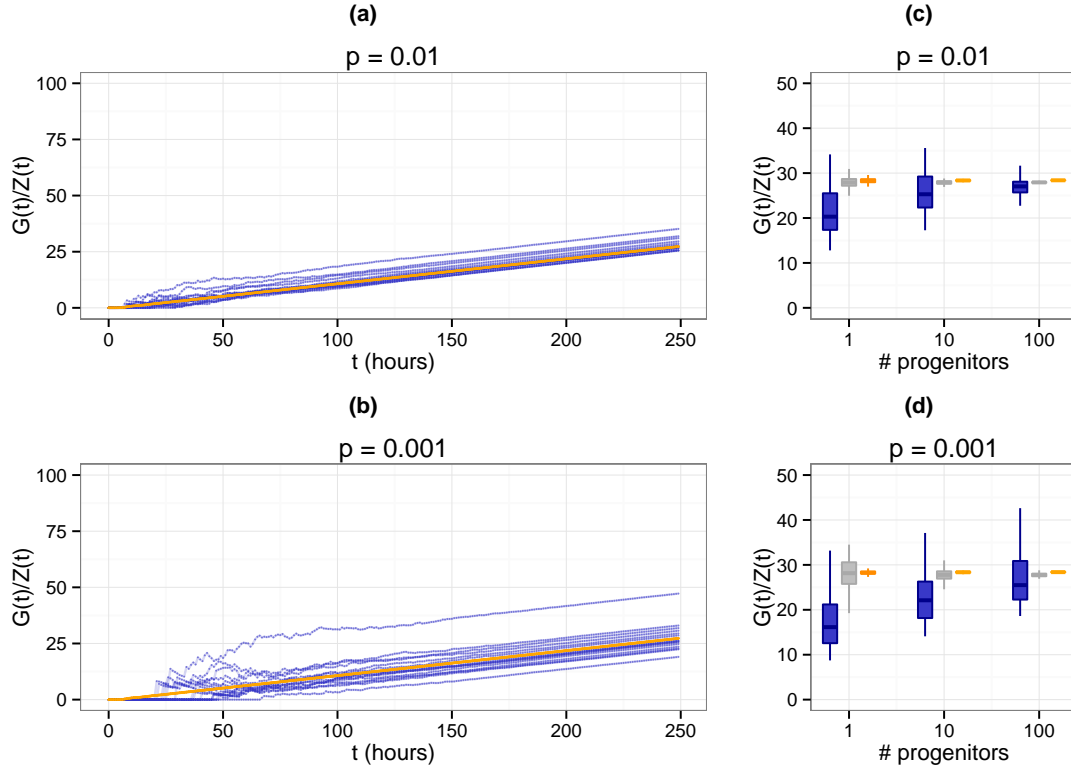 (a)
p = 0.01
G(t)/Z(t)
100
75
50
25
0
0 50 100 150 200 250
t (hours)
(c)
p = 0.01
G(t)/Z(t)
50
40
30
20
10
0
1 10 100
# progenitors
(b)
p = 0.001
G(t)/Z(t)
100
75
50
25
0
0 50 100 150 200 250
t (hours)
(d)
p = 0.001
G(t)/Z(t)
50
40
30
20
10
0
1 10 100
# progenitors